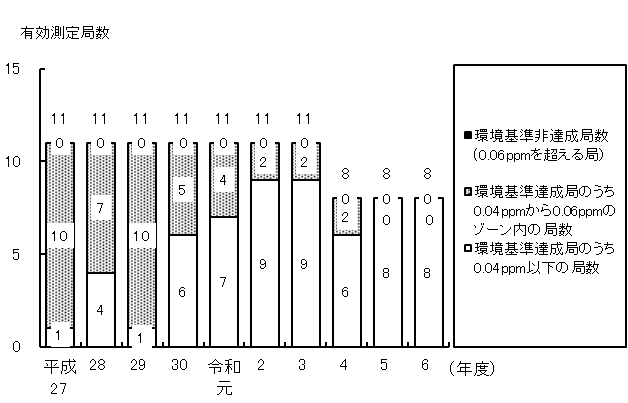 有効測定局数
15
11 11 11 11 11 11 11
0 0 0 0 0 0 0
10
2 2
8 8 8
5 4
7
0 0 0
2 0 0
10 10
5
9 9
8 8
6 7 6
4
1 1
0
平成 28 29 30 令和 2 3 4 5 6 (年度)
27 元
■環境基準非達成局数
(0.06ppmを超える局)
環境基準達成局のうち
0.04ppmから0.06ppmの
ゾーン内の局数
□環境基準達成局のうち
0.04ppm以下の局数